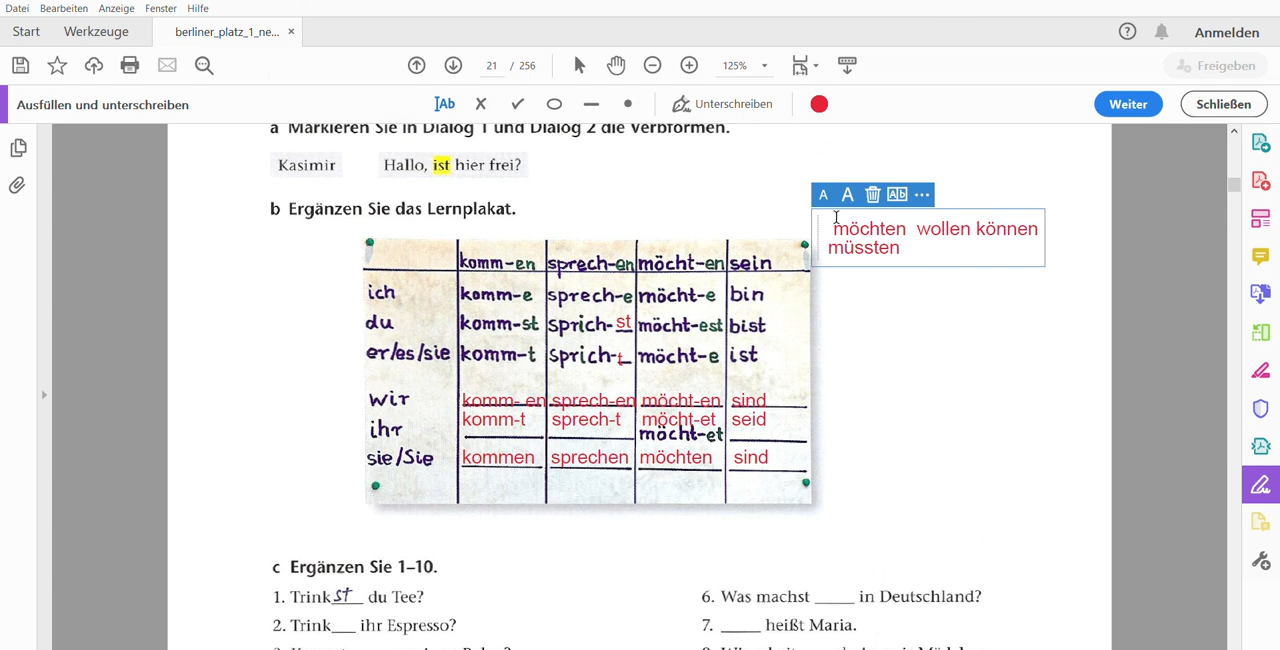 Datei Bearbeiten Anzeige Fenster Hilfe
Start Werkzeuge berliner_platz_1_ne... × ? Anmelden
21 / 256 125% Freigeben
Ausfüllen und unterschreiben Ab Unterschreiben Weiter Schließen
a Markieren Sie in Dialog 1 und Dialog 2 die Verbformen.
Kasimir Hallo, ist hier frei?
A A Ab ...
b Ergänzen Sie das Lernplakat.
möchten wollen können
müssten
komm-en sprech-en möcht-en sein
ich komm-e sprech-e möcht-e bin
du komm-st sprich-st möcht-est bist
er/es/sie komm-t sprich-t möcht-e ist
wir komm- en sprech-en möcht-en sind
komm-t sprech-t möcht-et seid
ihr möcht-et
sie/Sie kommen sprechen möchten sind
c Ergänzen Sie 1–10.
1. Trinkst__ du Tee? 6. Was machst ____ in Deutschland?
2. Trink___ ihr Espresso? 7. ____ heißt Maria.